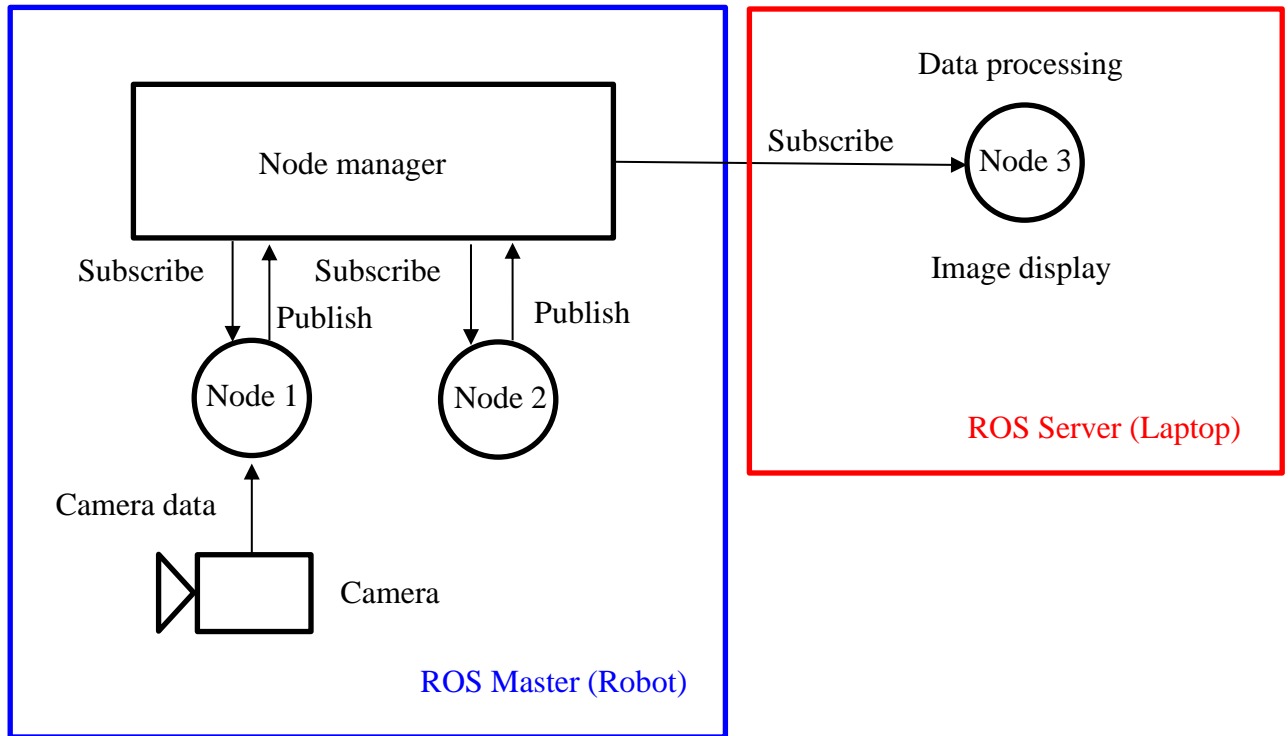 Data processing
Node manager
Subscribe
Node 3
Subscribe
Subscribe
Image display
Publish
Publish
Node 1
Node 2
ROS Server (Laptop)
Camera data
Camera
ROS Master (Robot)